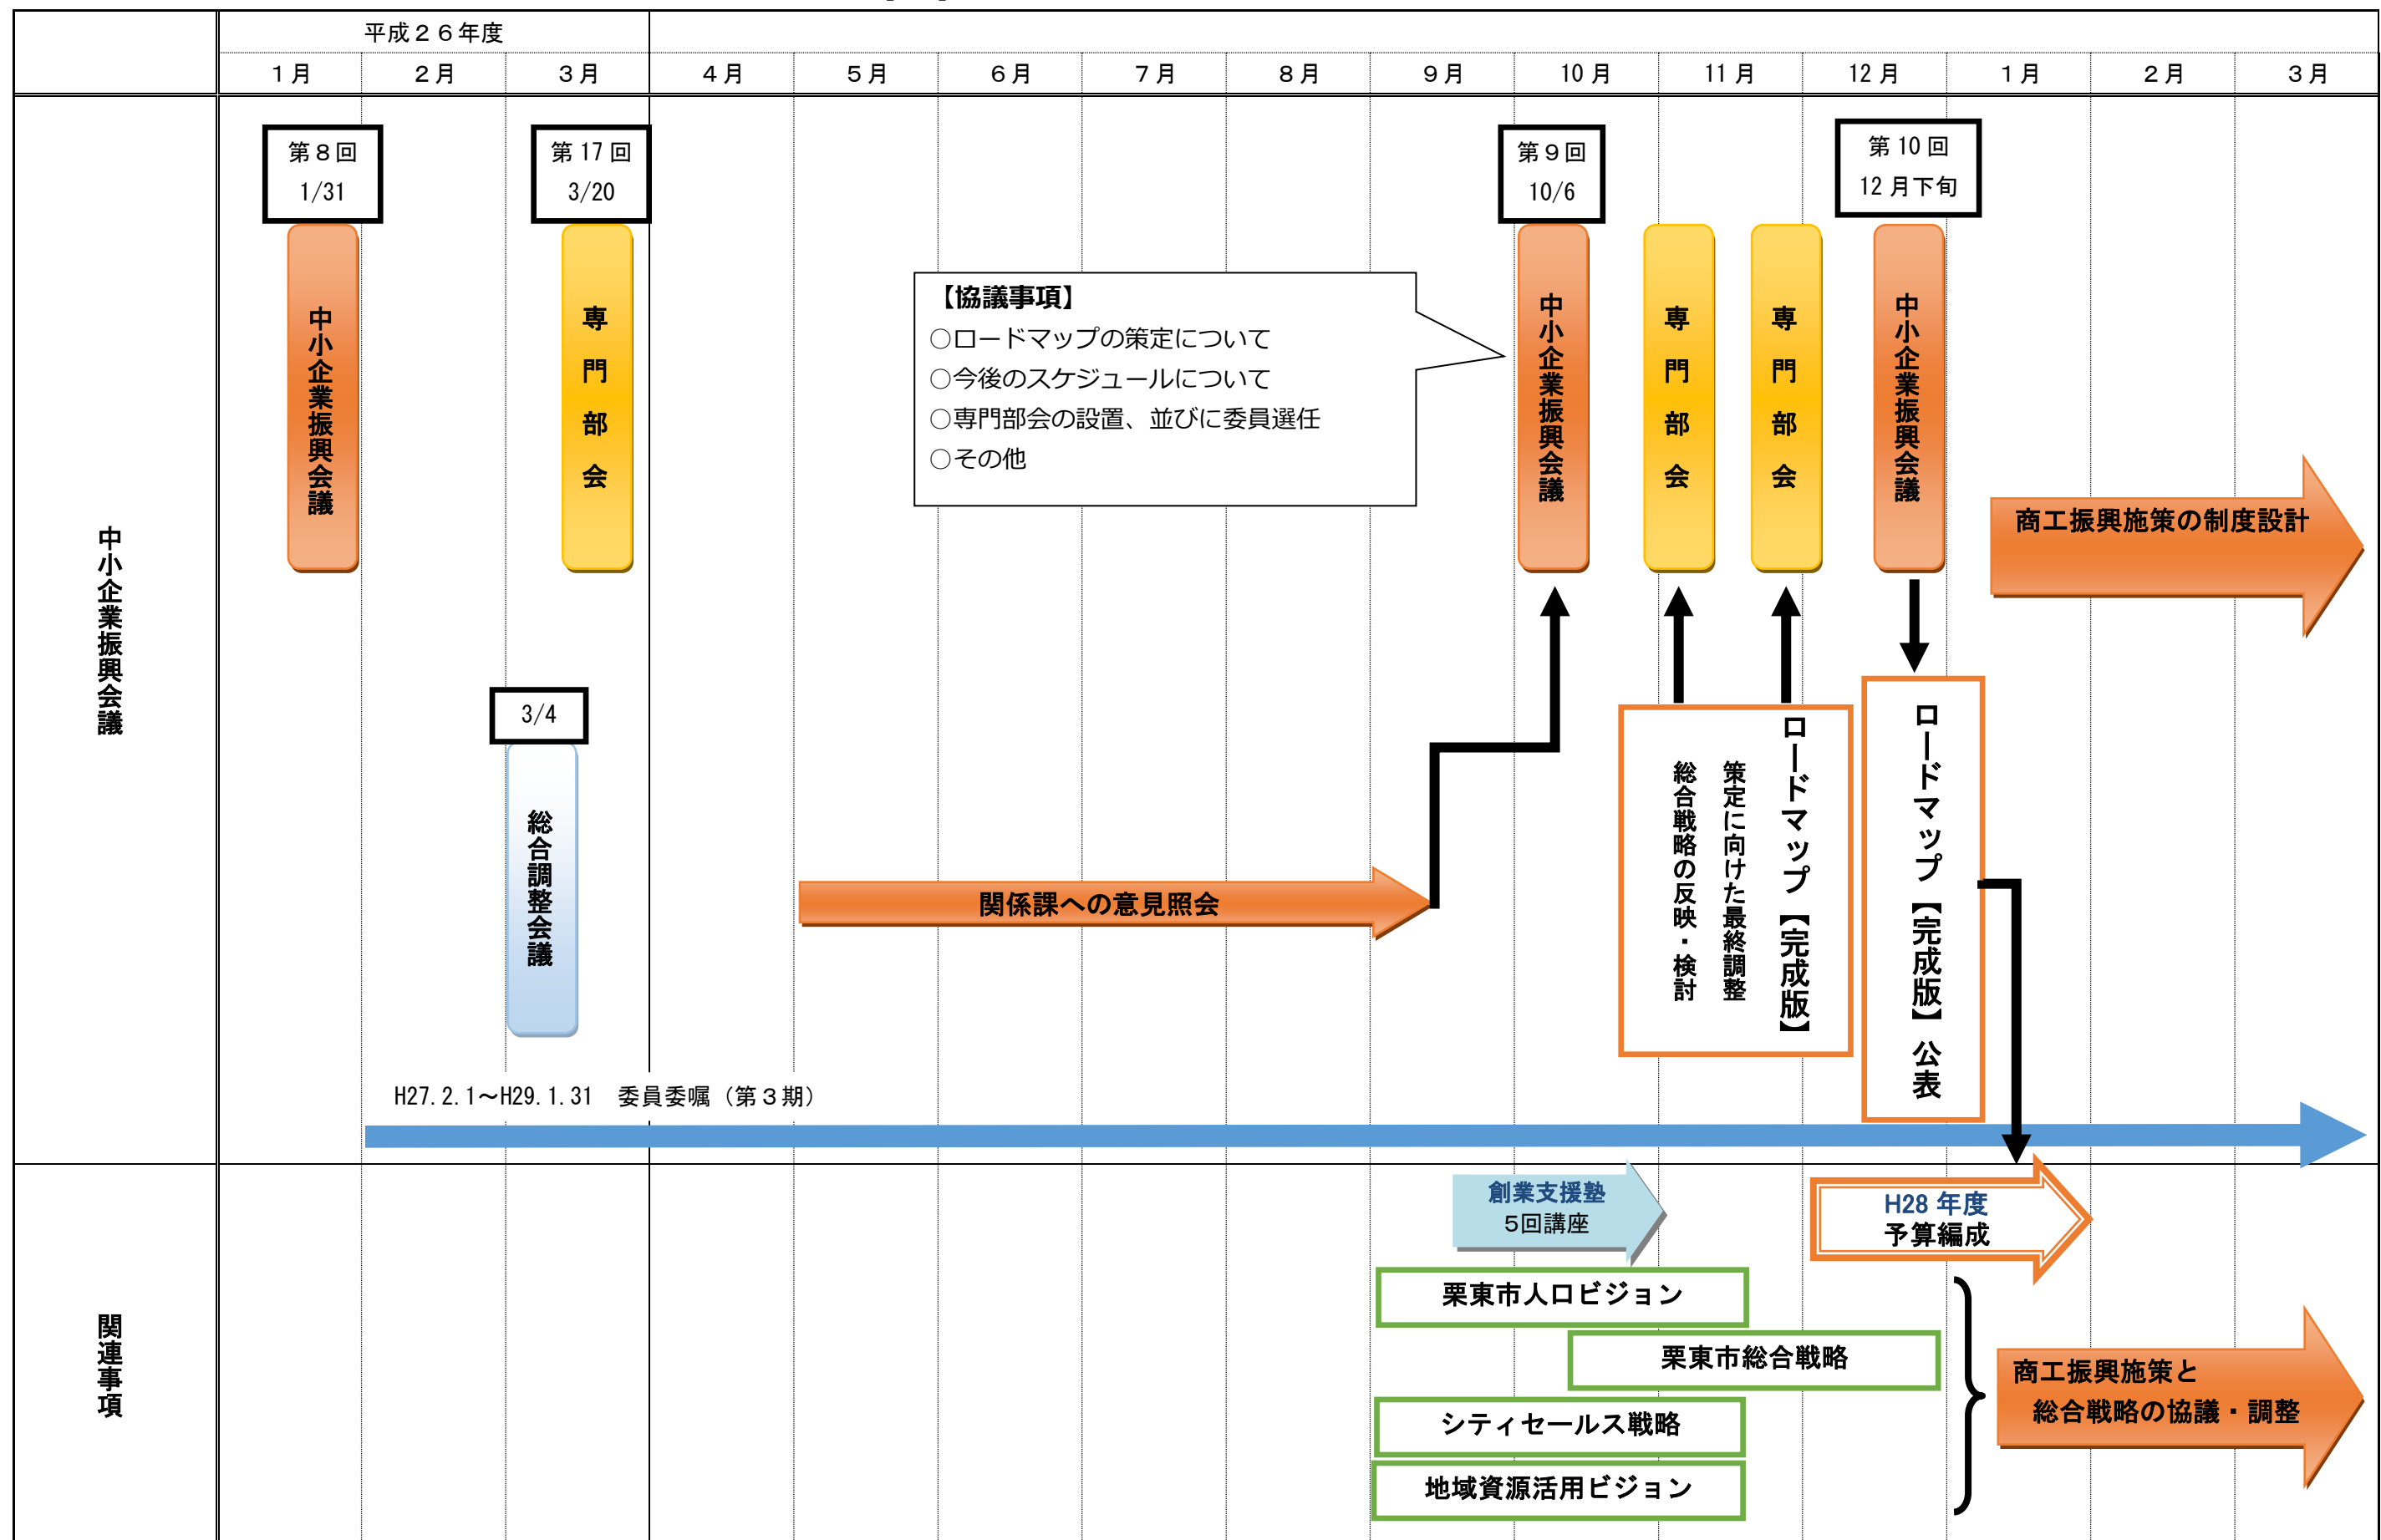 平成２６年度
１月 ２月 ３月 ４月 ５月 ６月 ７月 ８月 ９月 10月 11月 12月 １月 ２月 ３月
中小企業振興会議
第８回
1/31
中小企業振興会議
第17回
3/20
専門部会
3/4
総合調整会議
【協議事項】
○ロードマップの策定について
○今後のスケジュールについて
○専門部会の設置、並びに委員選任
○その他
第９回
10/6
中小企業振興会議
専門部会
専門部会
第10回
12月下旬
中小企業振興会議
商工振興施策の制度設計
関係課への意見照会
ロードマップ【完成版】
策定に向けた最終調整
総合戦略の反映・検討
ロードマップ【完成版】公表
H27.2.1～H29.1.31　委員委嘱（第３期）
関連事項
創業支援塾
５回講座
H28年度
予算編成
栗東市人口ビジョン
栗東市総合戦略
シティセールス戦略
地域資源活用ビジョン
商工振興施策と
総合戦略の協議・調整